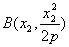 B(x₂, x₂²/2p)